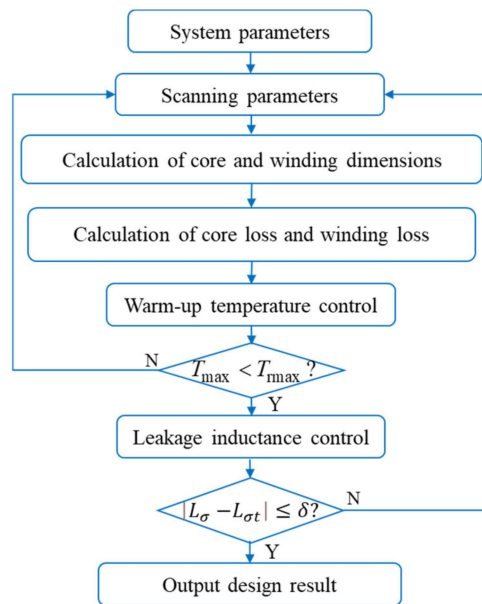 System parameters
Scanning parameters
Calculation of core and winding dimensions
Calculation of core loss and winding loss
Warm-up temperature control
N
T_max < T_rmax ?
Y
Leakage inductance control
N
|L_σ − L_σt| ≤ δ?
Y
Output design result